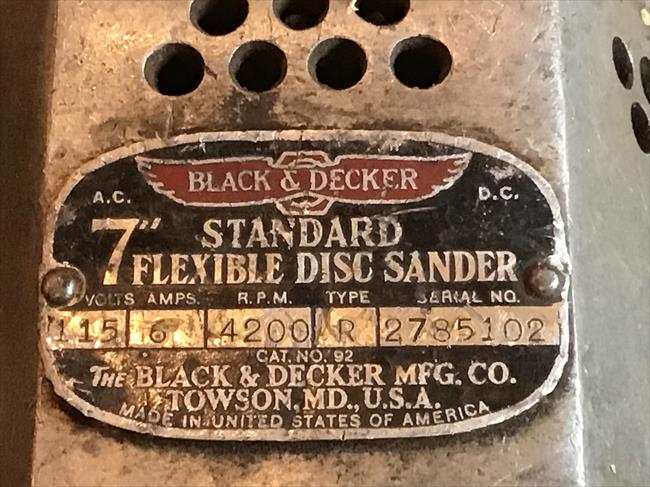 BLACK & DECKER
A.C. D.C.
7" STANDARD
FLEXIBLE DISC SANDER
VOLTS AMPS. R.P.M. TYPE SERIAL NO.
115 6 4200 R 2785102
CAT. NO. 92
THE BLACK & DECKER MFG. CO.
TOWSON, MD., U.S.A.
MADE IN UNITED STATES OF AMERICA